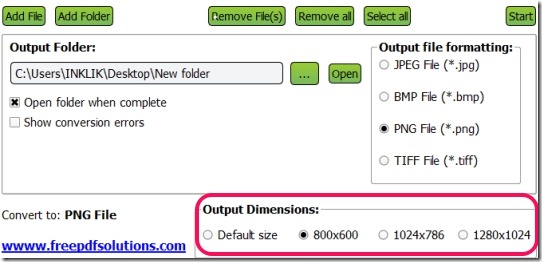 Add File Add Folder Remove File(s) Remove all Select all Start
Output Folder:
C:\Users\INKLIK\Desktop\New folder ... Open
Open folder when complete
Show conversion errors
Output file formatting:
JPEG File (*.jpg)
BMP File (*.bmp)
PNG File (*.png)
TIFF File (*.tiff)
Convert to: PNG File
www.freepdfsolutions.com
Output Dimensions:
Default size 800x600 1024x786 1280x1024